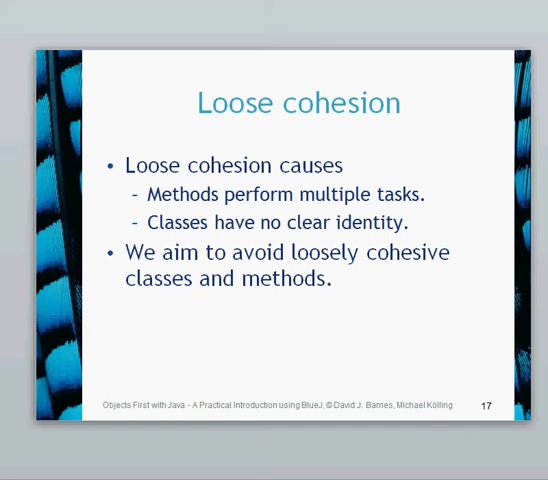 Loose cohesion
• Loose cohesion causes
– Methods perform multiple tasks.
– Classes have no clear identity.
• We aim to avoid loosely cohesive
classes and methods.
Objects First with Java - A Practical Introduction using BlueJ, © David J. Barnes, Michael Kölling
17